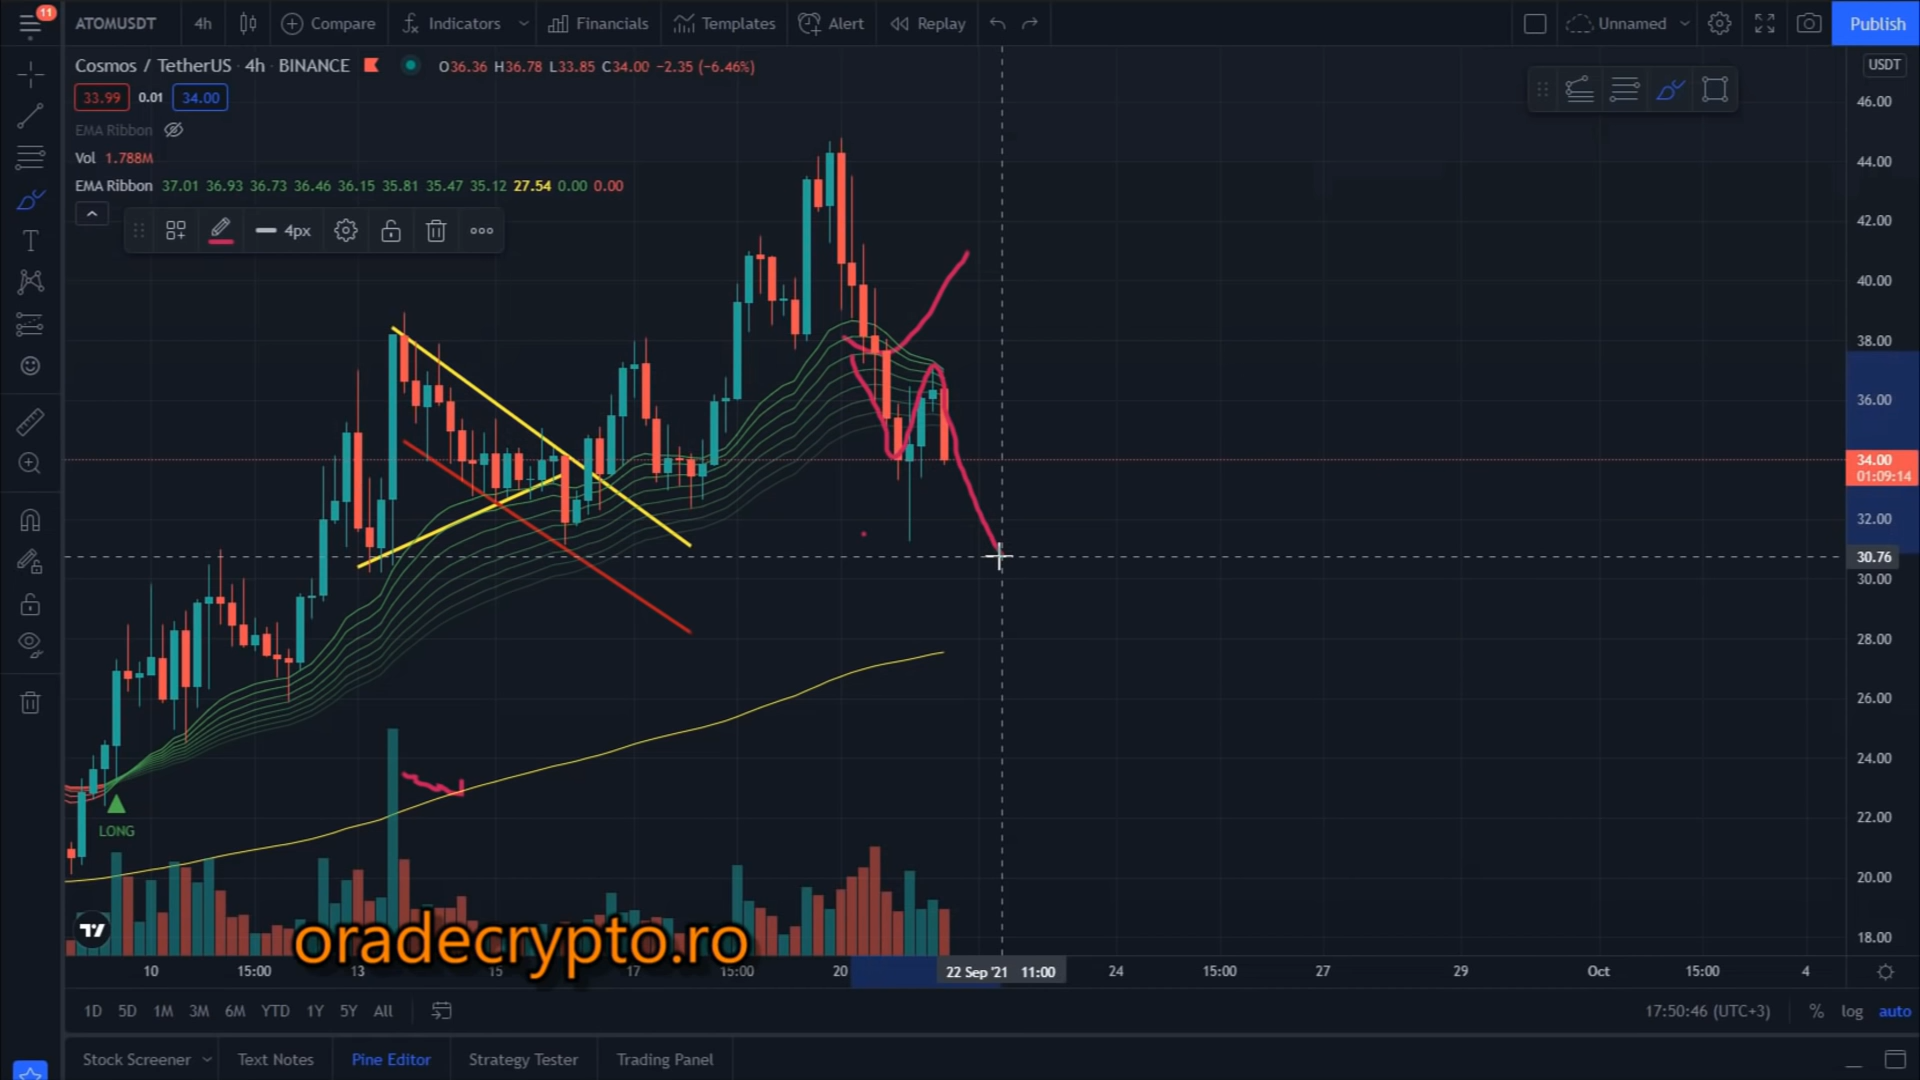 11
ATOMUSDT 4h Compare Indicators Financials Templates Alert Replay Unnamed Publish
Cosmos / TetherUS · 4h · BINANCE O36.36 H36.78 L33.85 C34.00 −2.35 (−6.46%) USDT
33.99 0.01 34.00
EMA Ribbon
Vol 1.788M
EMA Ribbon 37.01 36.93 36.73 36.46 36.15 35.81 35.47 35.12 27.54 0.00 0.00
4px
46.00
44.00
42.00
40.00
38.00
36.00
34.00
01:09:14
32.00
30.76
30.00
28.00
26.00
24.00
22.00
20.00
18.00
LONG
oradecrypto.ro
10 15:00 13 15 17 15:00 20 22 Sep '21 11:00 24 15:00 27 29 Oct 15:00 4
1D 5D 1M 3M 6M YTD 1Y 5Y All 17:50:46 (UTC+3) % log auto
Stock Screener Text Notes Pine Editor Strategy Tester Trading Panel